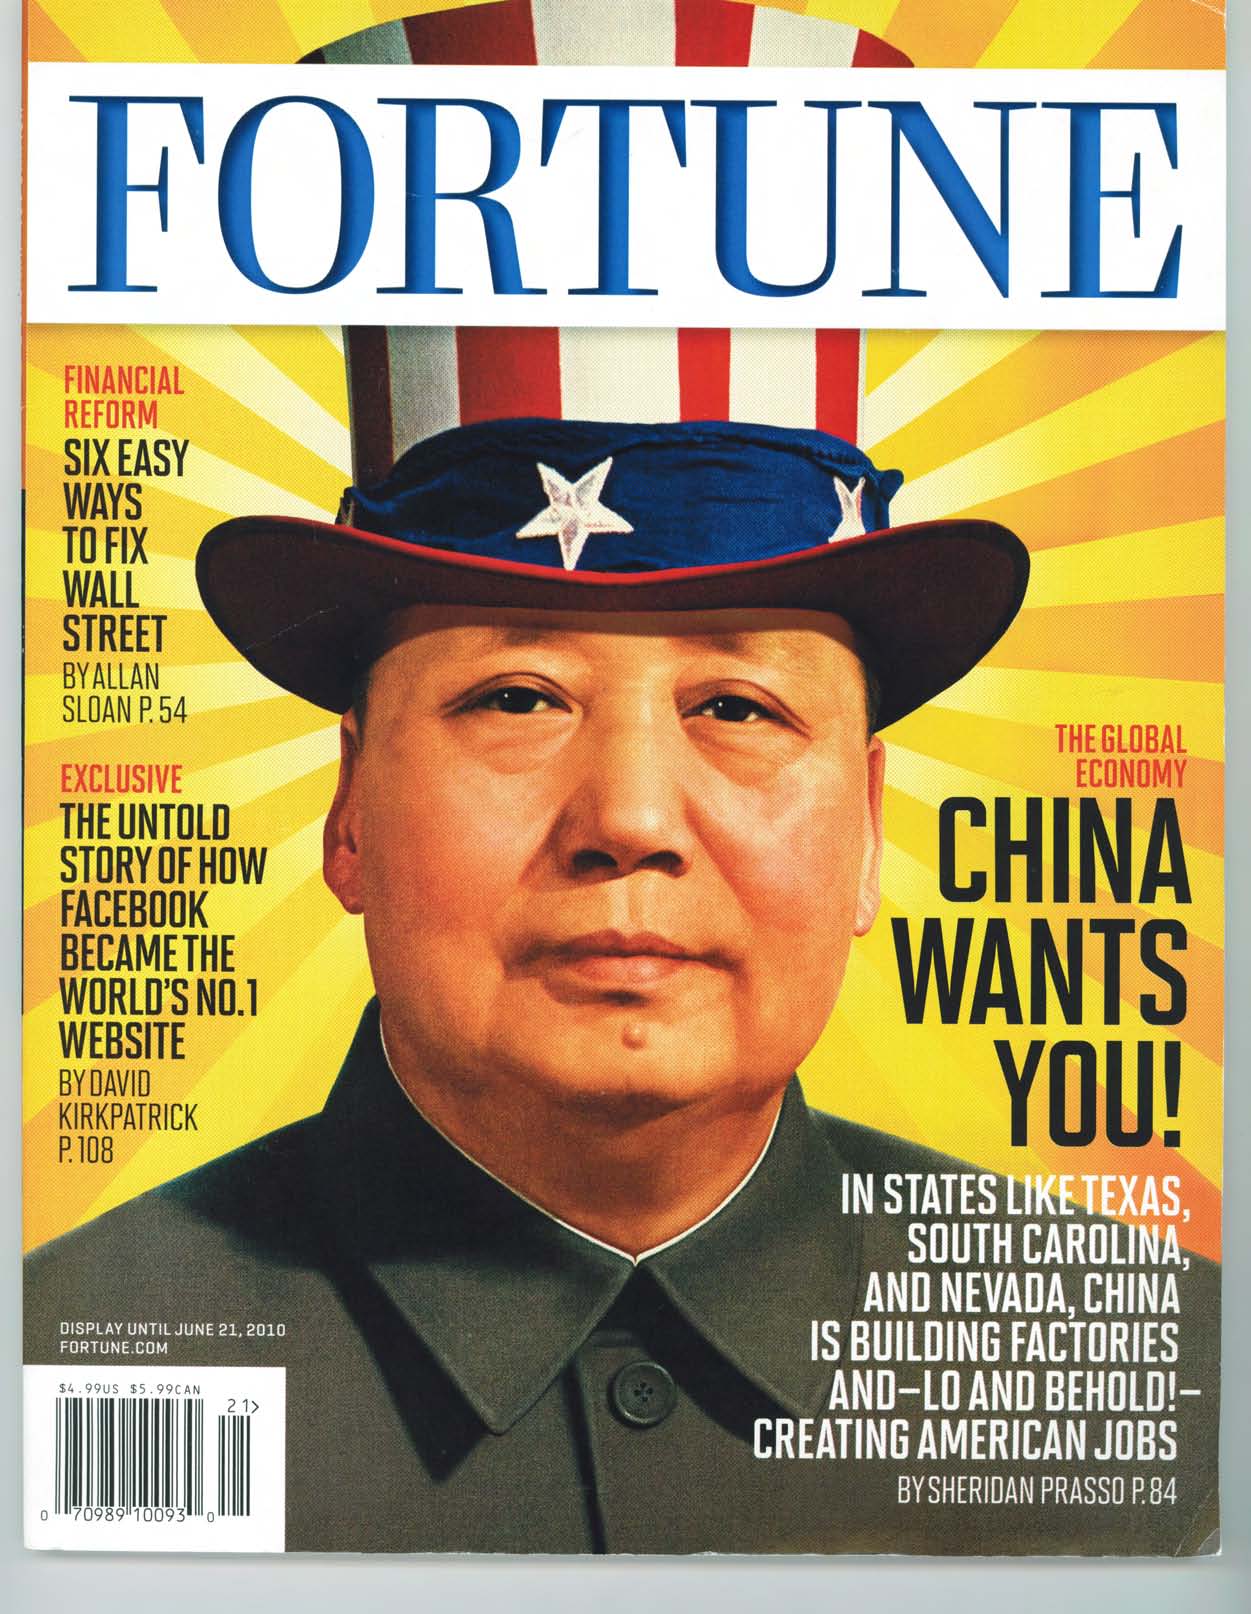 FORTUNE
FINANCIAL
REFORM
SIX EASY
WAYS
TO FIX
WALL
STREET
BY ALLAN
SLOAN P. 54
EXCLUSIVE
THE UNTOLD
STORY OF HOW
FACEBOOK
BECAME THE
WORLD'S NO.1
WEBSITE
BY DAVID
KIRKPATRICK
P. 108
THE GLOBAL
ECONOMY
CHINA
WANTS
YOU!
IN STATES LIKE TEXAS,
SOUTH CAROLINA,
AND NEVADA, CHINA
IS BUILDING FACTORIES
AND–LO AND BEHOLD!–
CREATING AMERICAN JOBS
BY SHERIDAN PRASSO P. 84
DISPLAY UNTIL JUNE 21, 2010
FORTUNE.COM
$4.99US $5.99CAN
21>
0 70989 10093 0